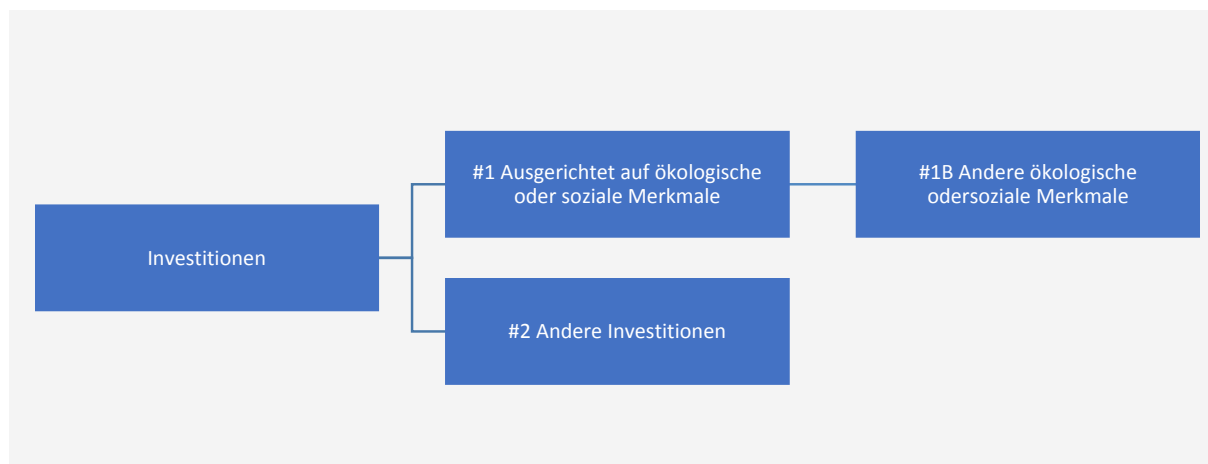 #1 Ausgerichtet auf ökologische
oder soziale Merkmale
#1B Andere ökologische
odersoziale Merkmale
Investitionen
#2 Andere Investitionen